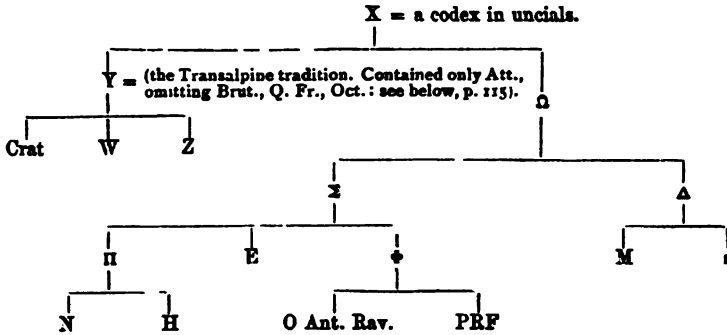 X = a codex in uncials.
Y = (the Transalpine tradition. Contained only Att.,
omitting Brut., Q. Fr., Oct.: see below, p. 115).
Ω
Crat W Z
Σ Δ
Π E Φ M
N H O Ant. Rav. PRF